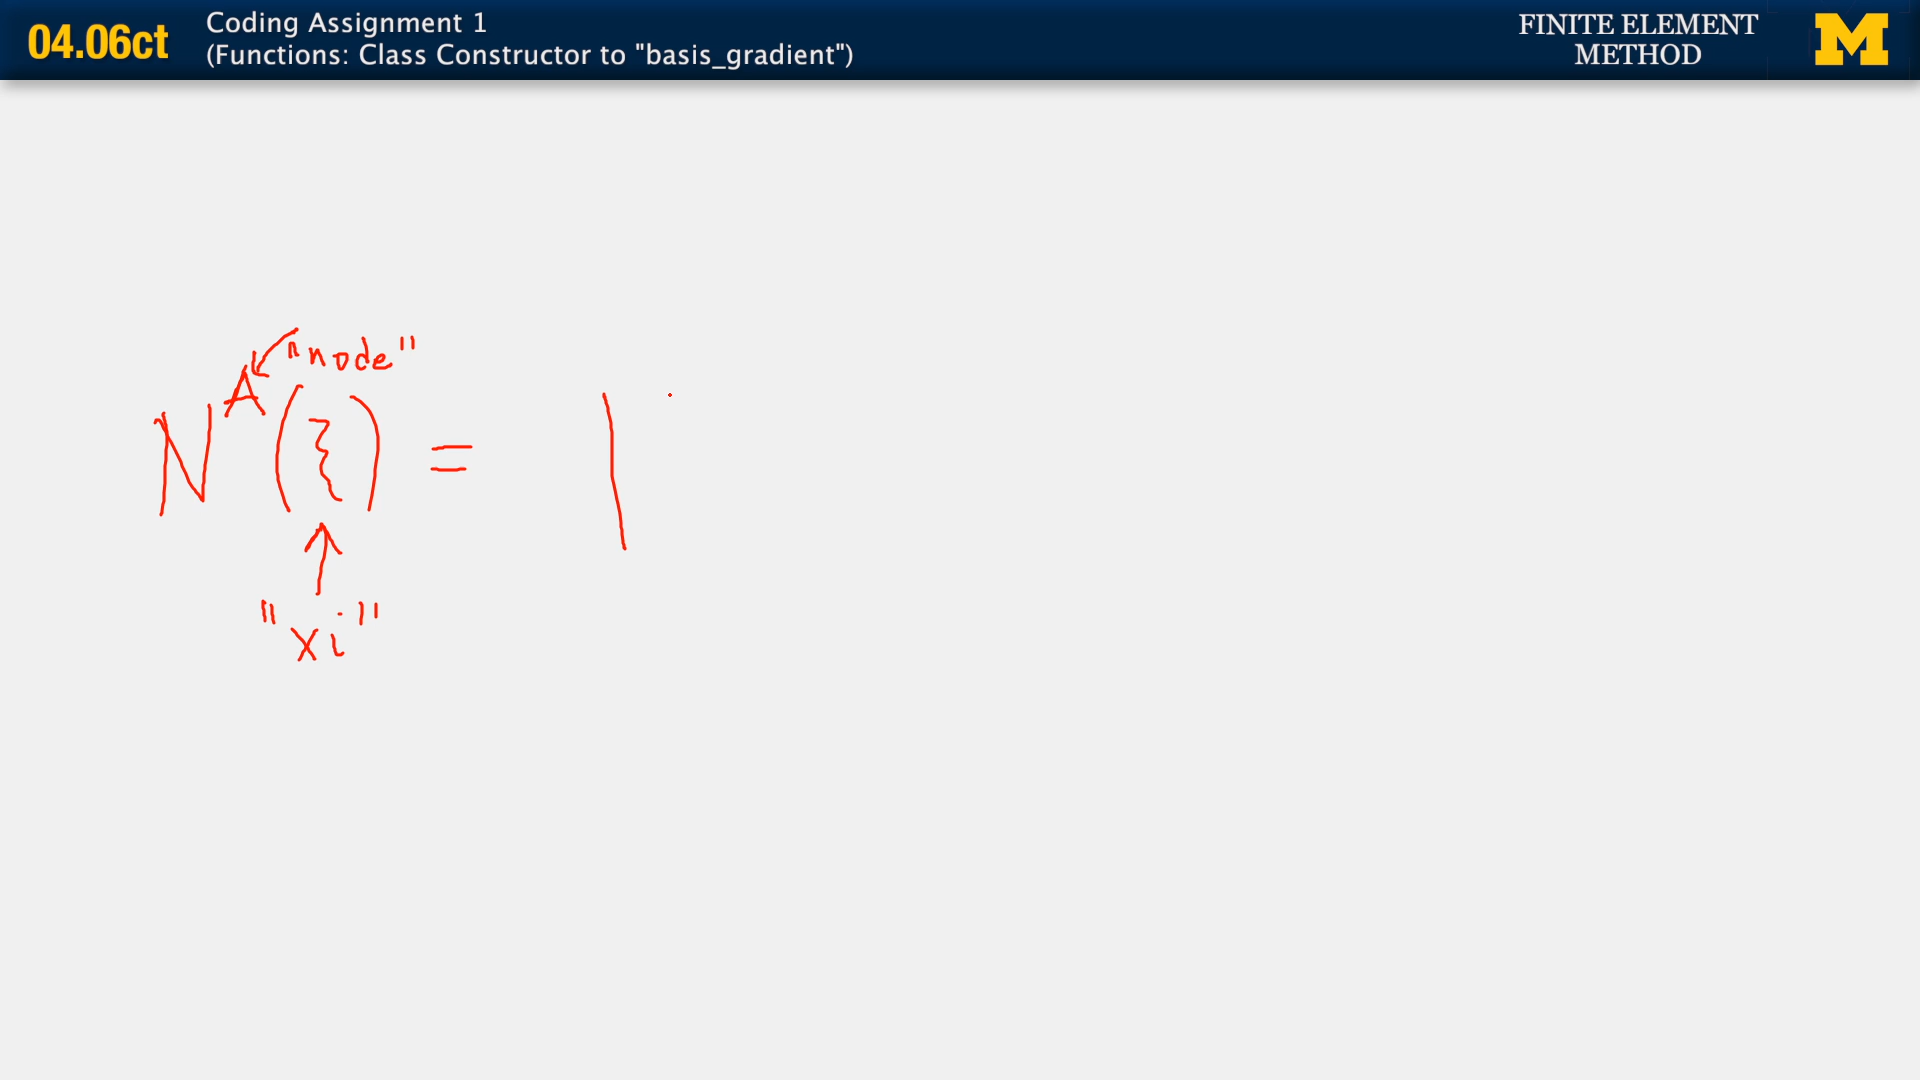 04.06ct
Coding Assignment 1
(Functions: Class Constructor to "basis_gradient")
FINITE ELEMENT
METHOD
M
"node"
N^A(ξ) =
"xi"